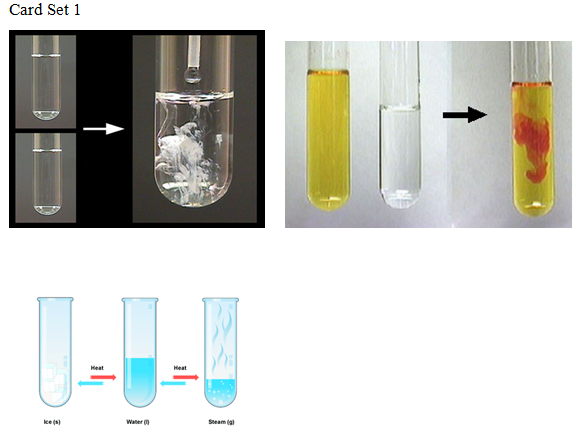 Card Set 1
Heat
Heat
Ice (s)
Water (l)
Steam (g)